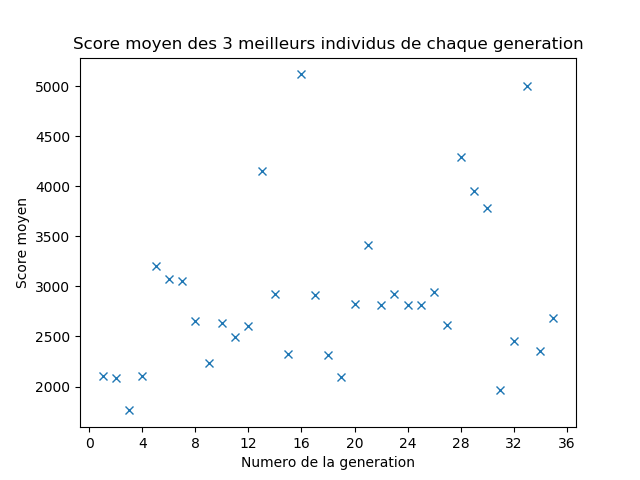 Score moyen des 3 meilleurs individus de chaque generation
5000
4500
4000
3500
3000
2500
2000
Score moyen
0 4 8 12 16 20 24 28 32 36
Numero de la generation